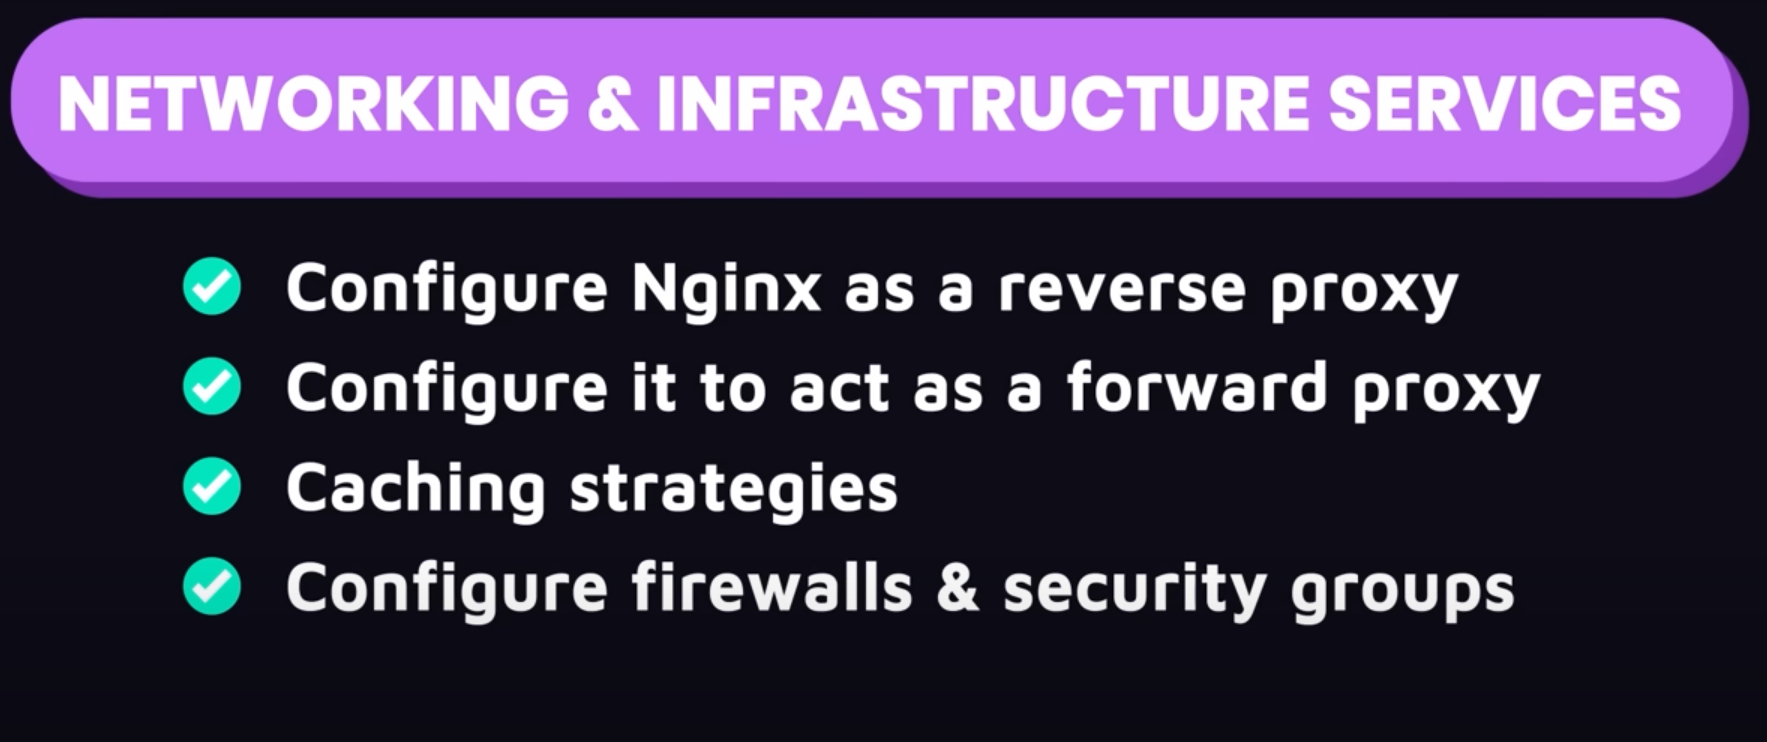 NETWORKING & INFRASTRUCTURE SERVICES
Configure Nginx as a reverse proxy
Configure it to act as a forward proxy
Caching strategies
Configure firewalls & security groups